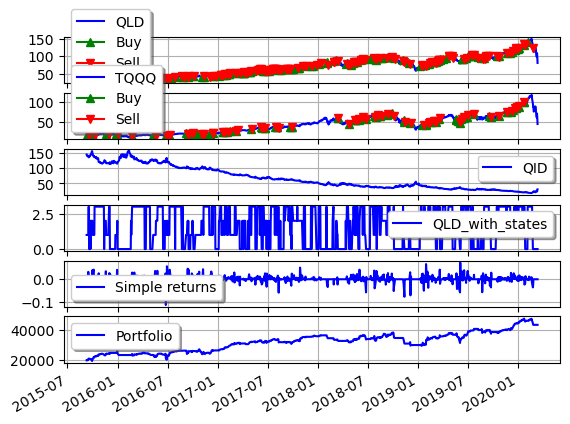 QLD
Buy
Sell
150
100
50
TQQQ
Buy
Sell
100
50
150
100
50
QID
2.5
0.0
QLD_with_states
0.0
−0.1
Simple returns
40000
20000
Portfolio
2015-07
2016-01
2016-07
2017-01
2017-07
2018-01
2018-07
2019-01
2019-07
2020-01